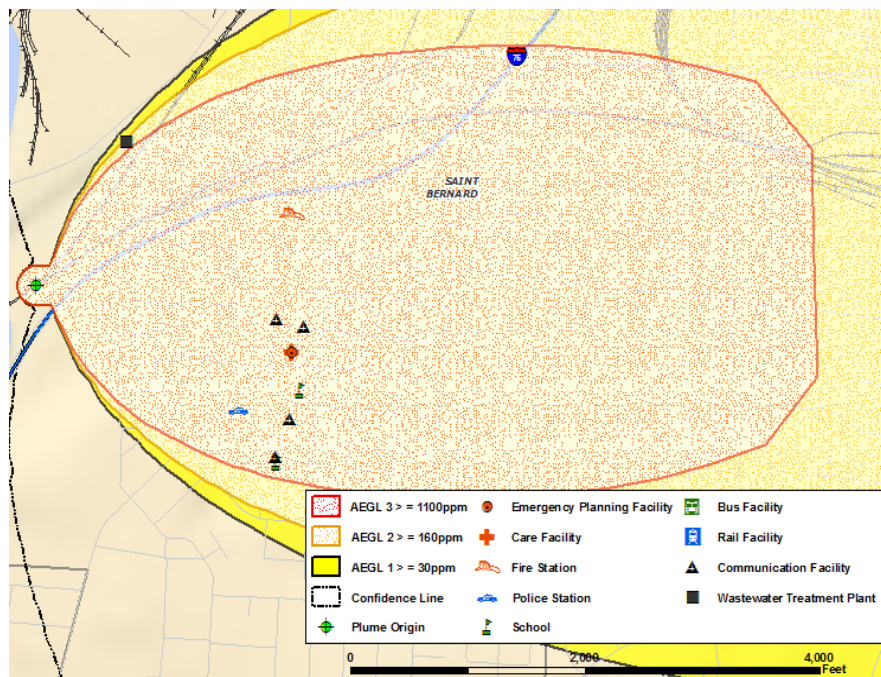 76
SAINT
BERNARD
AEGL 3 > = 1100ppm
Emergency Planning Facility
Bus Facility
AEGL 2 > = 160ppm
Care Facility
Rail Facility
AEGL 1 > = 30ppm
Fire Station
Communication Facility
Confidence Line
Police Station
Wastewater Treatment Plant
Plume Origin
School
0
2,000
4,000
Feet